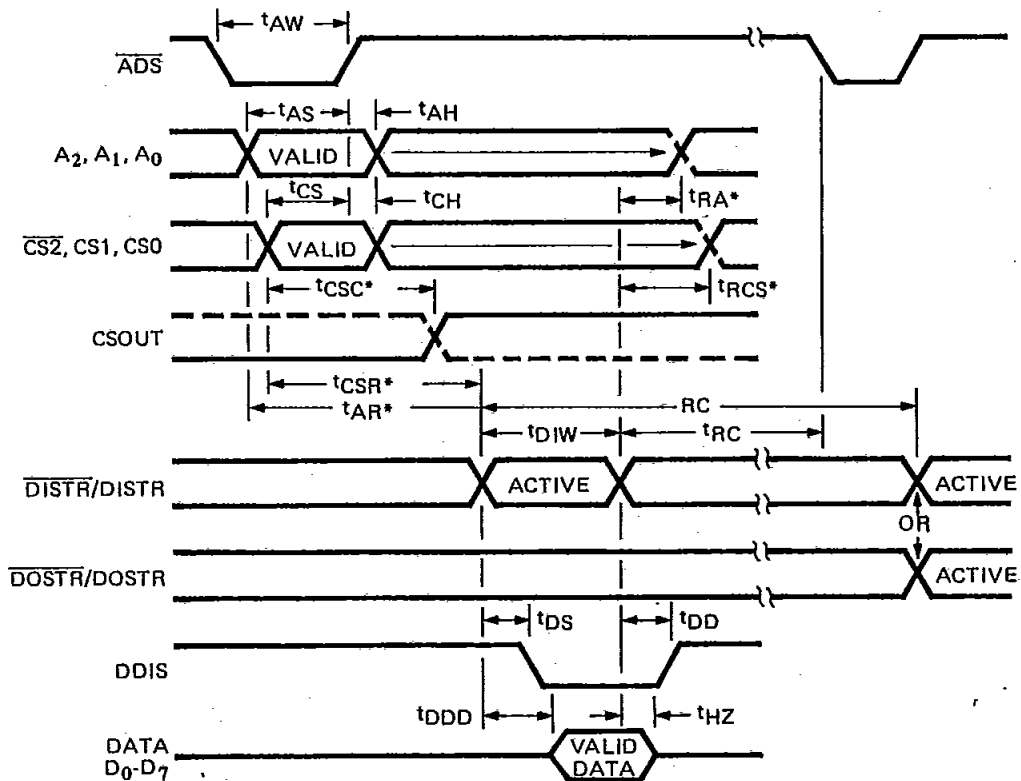 tAW
ADS
tAS
tAH
A2, A1, A0
VALID
tCS
tCH
tRA*
CS2, CS1, CS0
VALID
tCSC*
tRCS*
CSOUT
tCSR*
tAR*
RC
tDIW
tRC
DISTR/DISTR
ACTIVE
ACTIVE
OR
DOSTR/DOSTR
ACTIVE
tDS
tDD
DDIS
tDDD
tHZ
DATA
D0-D7
VALID
DATA